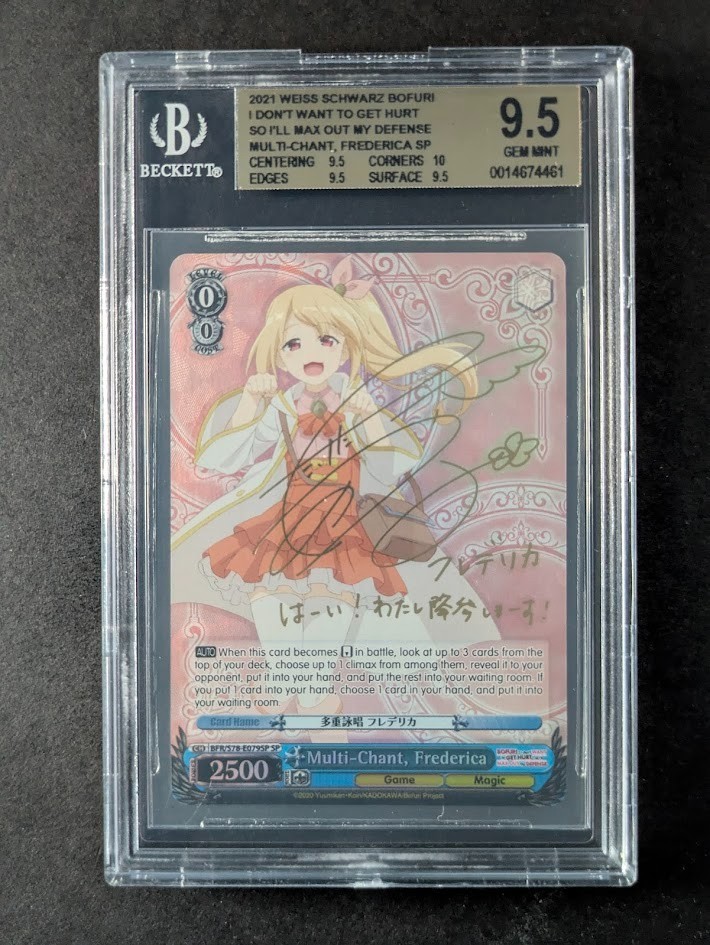 BECKETT®
2021 WEISS SCHWARZ BOFURI
I DON'T WANT TO GET HURT
SO I'LL MAX OUT MY DEFENSE
MULTI-CHANT, FREDERICA SP
CENTERING 9.5 CORNERS 10
EDGES 9.5 SURFACE 9.5
9.5
GEM MINT
0014674461
LEVEL
0
0
COST
フレデリカ
はーい!わたし降参しまーす!
AUTO When this card becomes in battle, look at up to 3 cards from the
top of your deck, choose up to 1 climax from among them, reveal it to your
opponent, put it into your hand, and put the rest into your waiting room. If
you put 1 card into your hand, choose 1 card in your hand, and put it into
your waiting room.
Card Name 多重詠唱 フレデリカ
BFR/S78-E079SP SP
2500
Multi-Chant, Frederica
Game Magic
©2020 Yuumikan・Koin/KADOKAWA/Bofuri Project